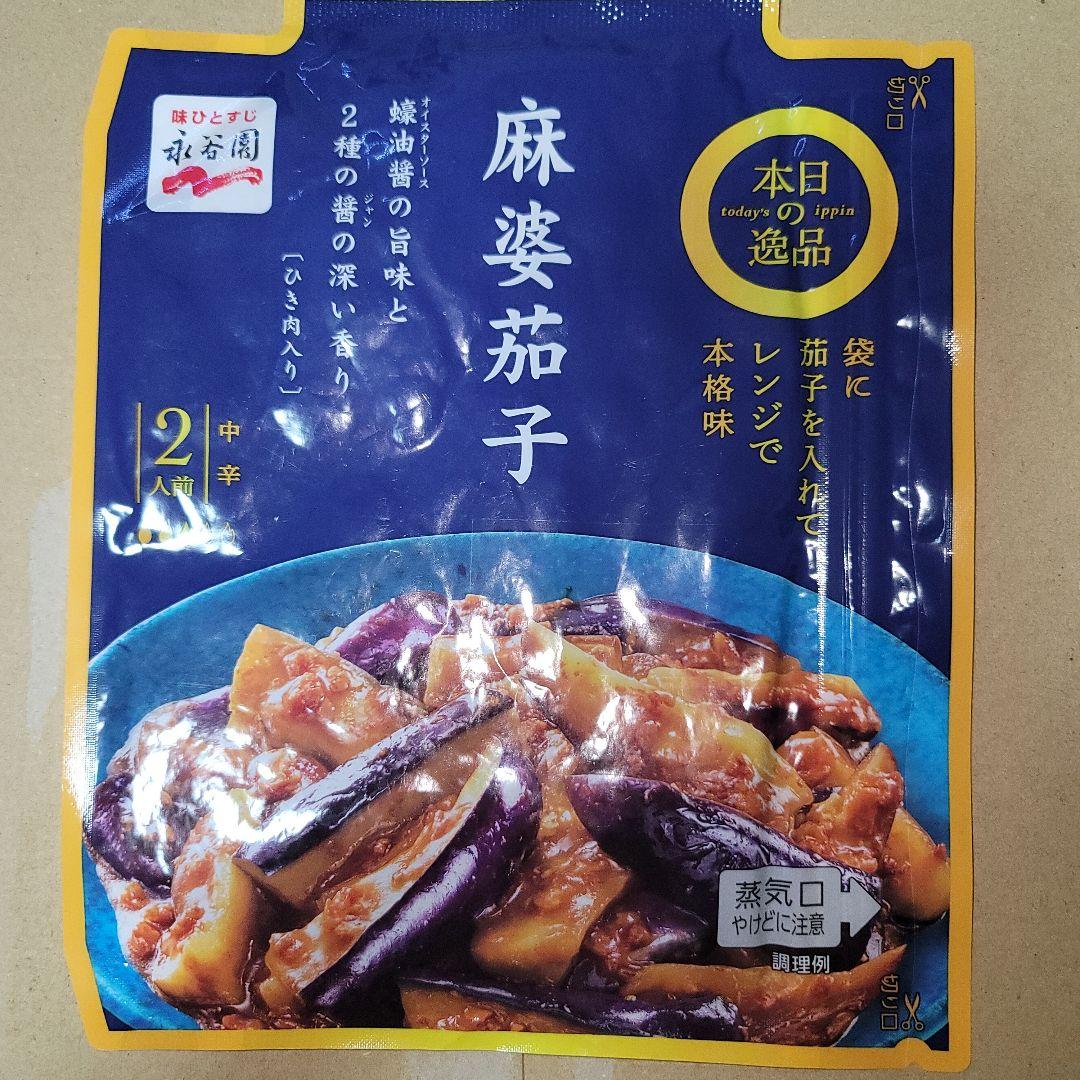 味ひとすじ
永谷園
本日
の
逸品
today's ippin
切り口
袋に
茄子を入れて
レンジで
本格味
麻婆茄子
オイスターソース
蠔油醤の旨味と
ジャン
2種の醤の深い香り
［ひき肉入り］
中辛
2
人前
蒸気口
やけどに注意
調理例
切り口